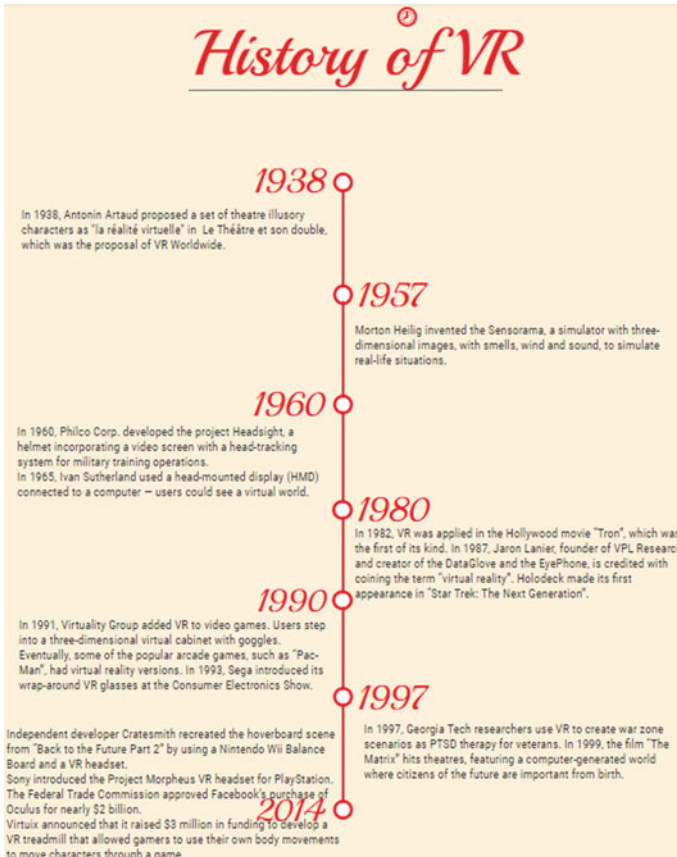 History of VR
1938
In 1938, Antonin Artaud proposed a set of theatre illusory
characters as "la réalité virtuelle" in Le Théâtre et son double,
which was the proposal of VR Worldwide.
1957
Morton Heilig invented the Sensorama, a simulator with three-
dimensional images, with smells, wind and sound, to simulate
real-life situations.
1960
In 1960, Philco Corp. developed the project Headsight, a
helmet incorporating a video screen with a head-tracking
system for military training operations.
In 1965, Ivan Sutherland used a head-mounted display (HMD)
connected to a computer — users could see a virtual world.
1980
In 1982, VR was applied in the Hollywood movie "Tron", which was
the first of its kind. In 1987, Jaron Lanier, founder of VPL Research
and creator of the DataGlove and the EyePhone, is credited with
coining the term "virtual reality". Holodeck made its first
appearance in "Star Trek: The Next Generation".
1990
In 1991, Virtuality Group added VR to video games. Users step
into a three-dimensional virtual cabinet with goggles.
Eventually, some of the popular arcade games, such as "Pac-
Man", had virtual reality versions. In 1993, Sega introduced its
wrap-around VR glasses at the Consumer Electronics Show.
1997
In 1997, Georgia Tech researchers use VR to create war zone
scenarios as PTSD therapy for veterans. In 1999, the film "The
Matrix" hits theatres, featuring a computer-generated world
where citizens of the future are important from birth.
Independent developer Cratesmith recreated the hoverboard scene
from "Back to the Future Part 2" by using a Nintendo Wii Balance
Board and a VR headset.
Sony introduced the Project Morpheus VR headset for PlayStation.
The Federal Trade Commission approved Facebook's purchase of
Oculus for nearly $2 billion.
2014
Virtuix announced that it raised $3 million in funding to develop a
VR treadmill that allowed gamers to use their own body movements
to move characters through a game